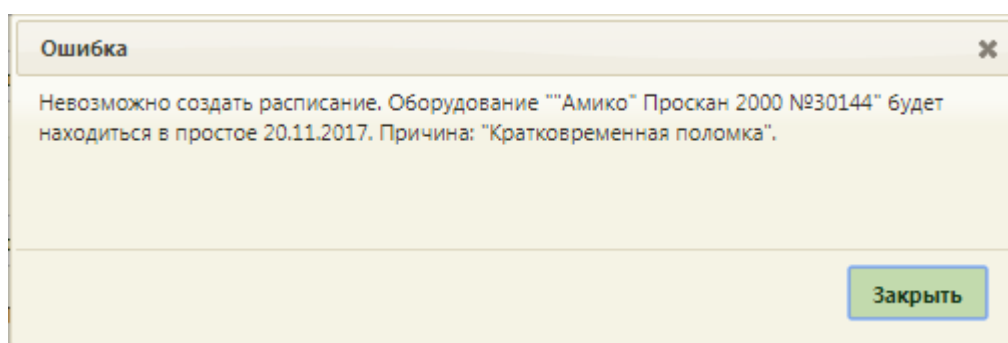 Ошибка
Невозможно создать расписание. Оборудование ""Амико" Проскан 2000 №30144" будет
находиться в простое 20.11.2017. Причина: "Кратковременная поломка".
Закрыть